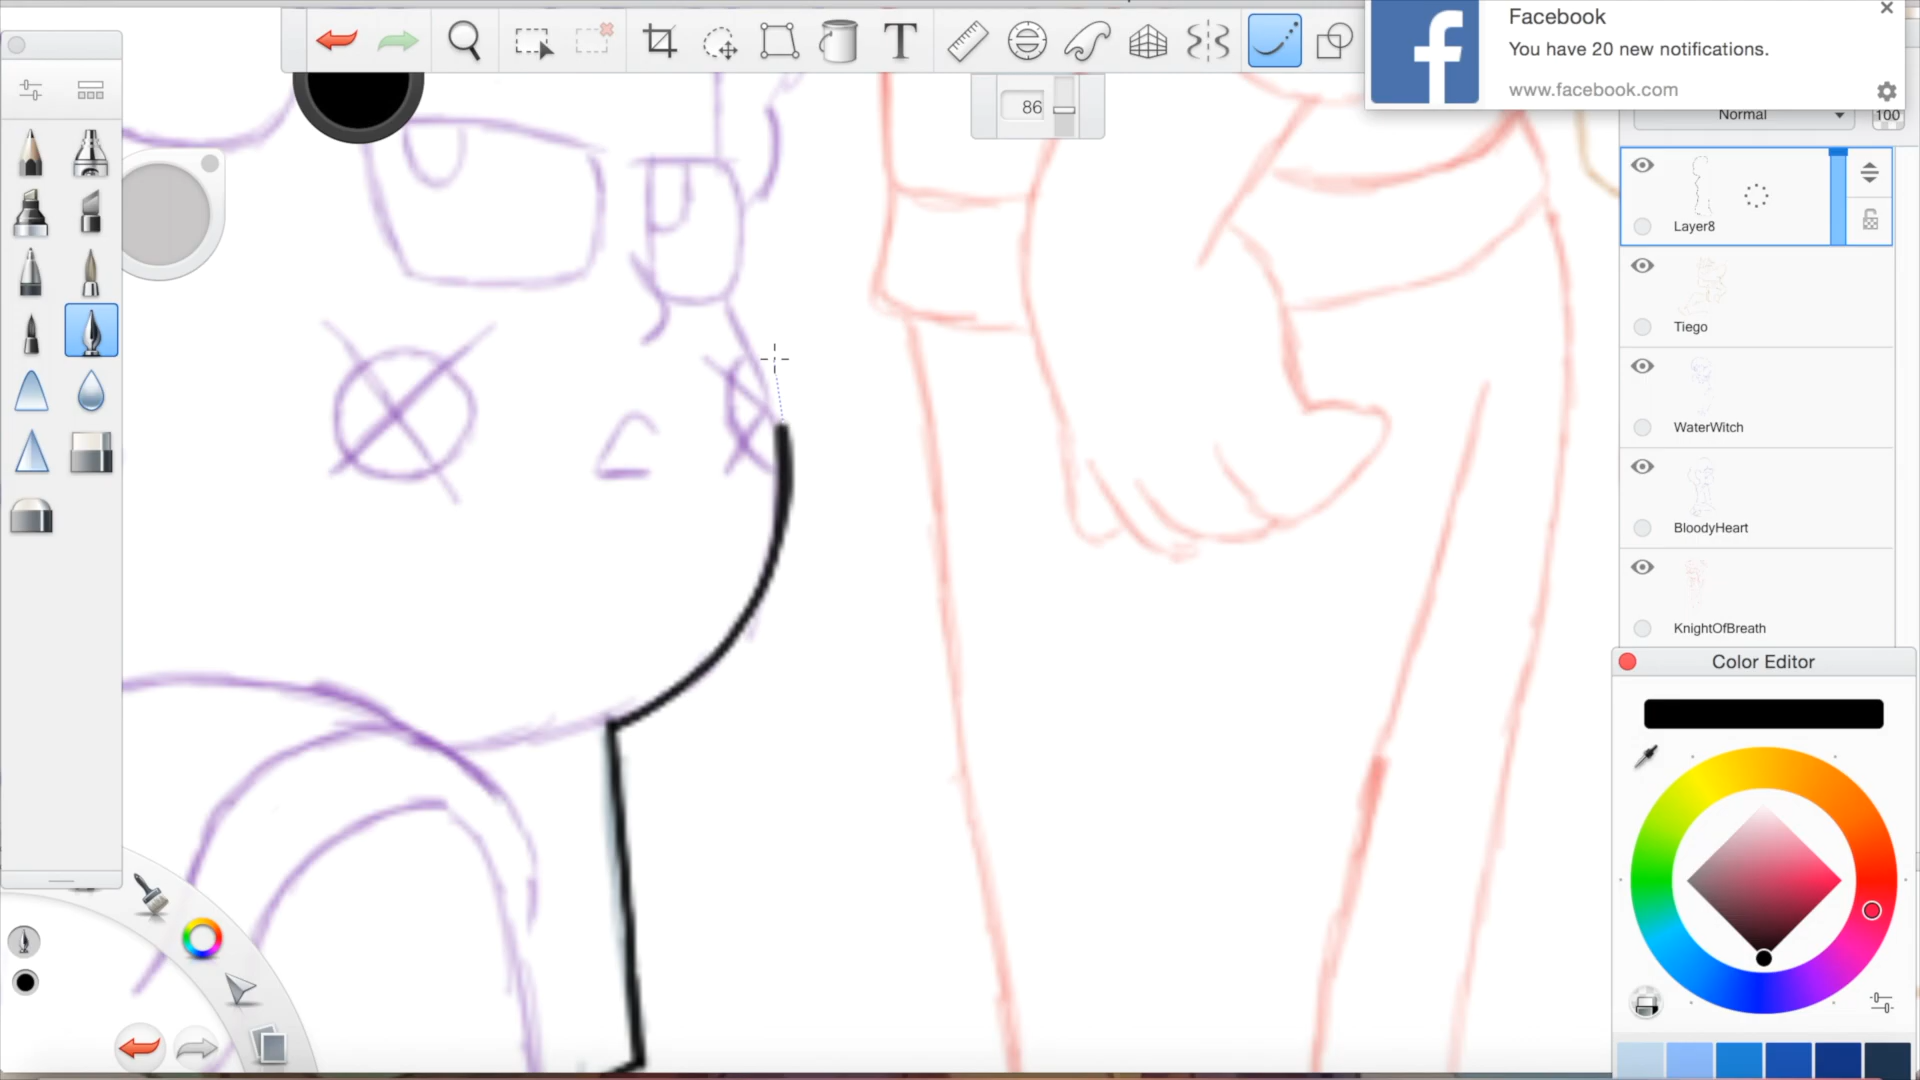 T
Facebook
You have 20 new notifications.
www.facebook.com
86
Normal
100
Layer8
Tiego
WaterWitch
BloodyHeart
KnightOfBreath
Color Editor